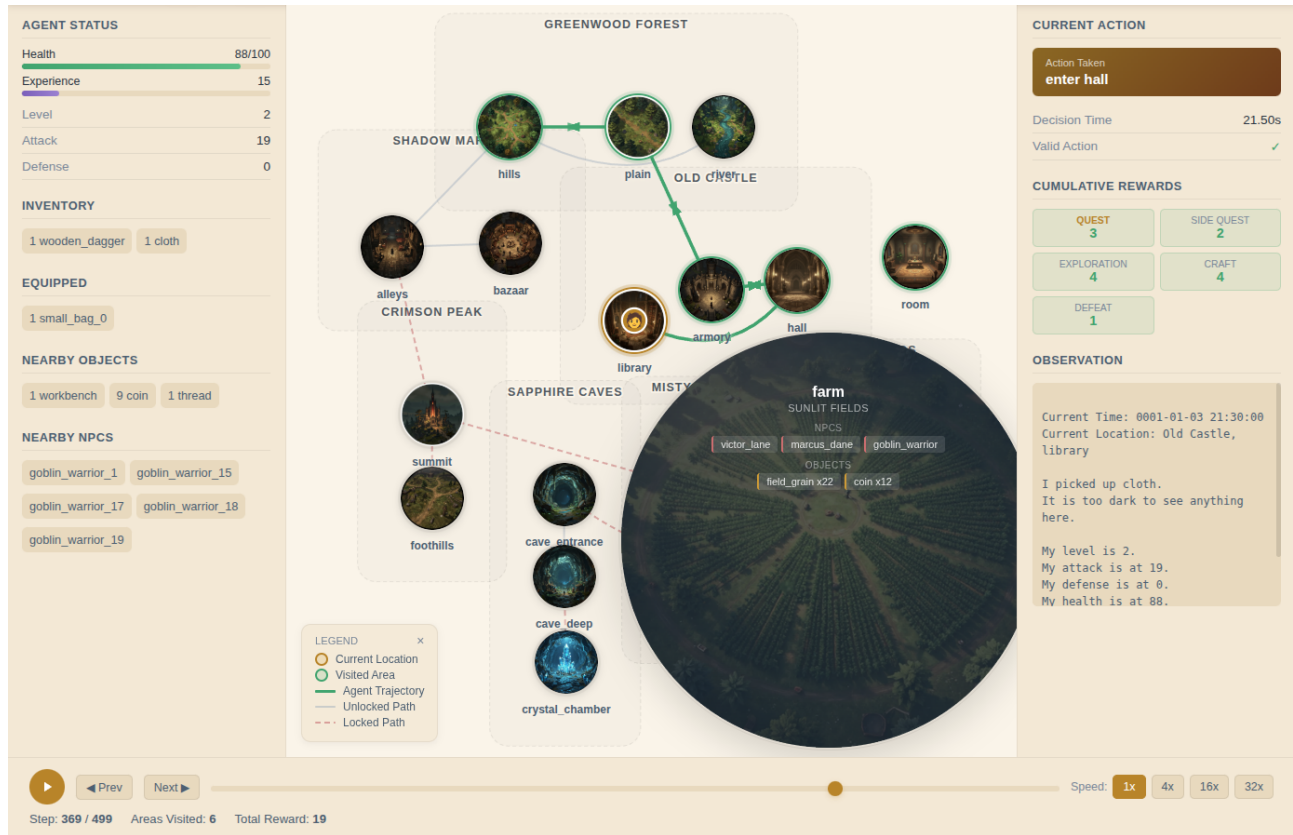 AGENT STATUS
Health 88/100
Experience 15
Level 2
Attack 19
Defense 0
INVENTORY
1 wooden_dagger 1 cloth
EQUIPPED
1 small_bag_0
NEARBY OBJECTS
1 workbench 9 coin 1 thread
NEARBY NPCS
goblin_warrior_1 goblin_warrior_15
goblin_warrior_17 goblin_warrior_18
goblin_warrior_19
GREENWOOD FOREST
SHADOW
hills
plain
river
OLD CASTLE
alleys
bazaar
room
CRIMSON PEAK
armory
hall
library
SAPPHIRE CAVES
MISTY
summit
foothills
cave_entrance
cave_deep
crystal_chamber
farm
SUNLIT FIELDS
NPCS
victor_lane marcus_dane goblin_warrior
OBJECTS
field_grain x22 coin x12
LEGEND ×
Current Location
Visited Area
Agent Trajectory
Unlocked Path
Locked Path
CURRENT ACTION
Action Taken
enter hall
Decision Time 21.50s
Valid Action ✓
CUMULATIVE REWARDS
QUEST SIDE QUEST
3 2
EXPLORATION CRAFT
4 4
DEFEAT
1
OBSERVATION
Current Time: 0001-01-03 21:30:00
Current Location: Old Castle,
library
I picked up cloth.
It is too dark to see anything
here.
My level is 2.
My attack is at 19.
My defense is at 0.
My health is at 88.
◀ Prev Next ▶ Speed: 1x 4x 16x 32x
Step: 369 / 499 Areas Visited: 6 Total Reward: 19